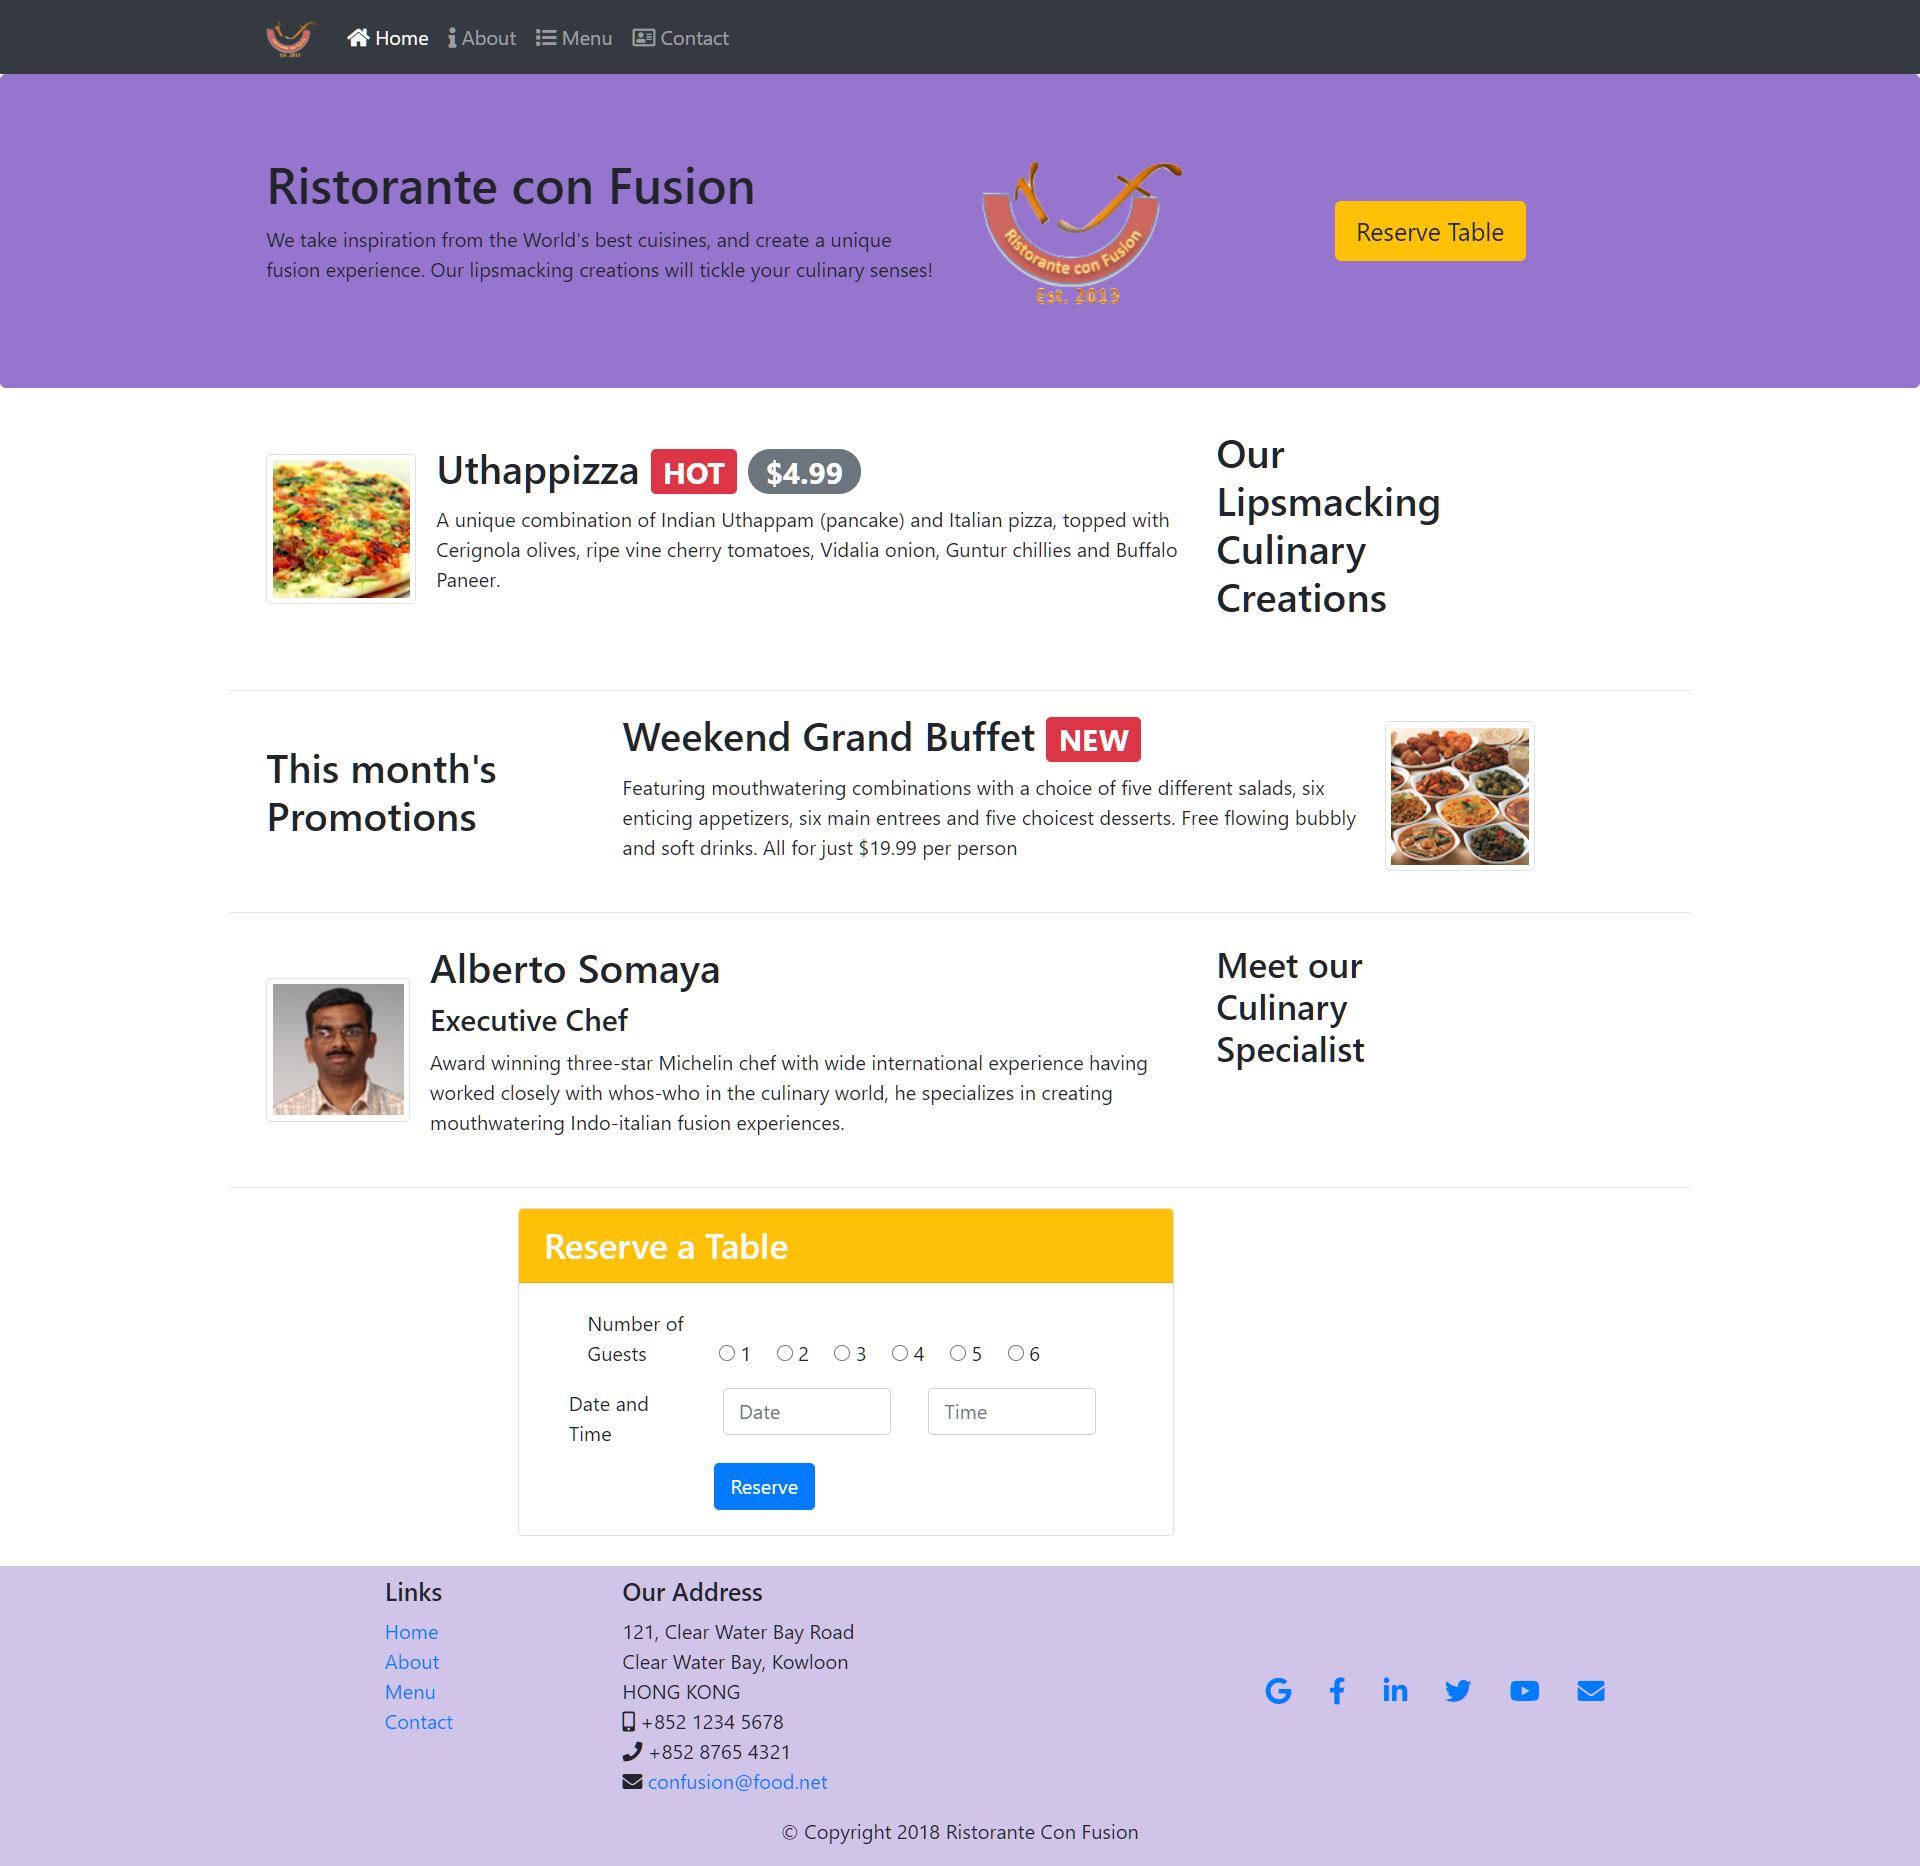 Home About Menu Contact
Ristorante con Fusion
We take inspiration from the World's best cuisines, and create a unique
fusion experience. Our lipsmacking creations will tickle your culinary senses!
Ristorante con Fusion
Est. 2013
Reserve Table
Uthappizza HOT $4.99
A unique combination of Indian Uthappam (pancake) and Italian pizza, topped with
Cerignola olives, ripe vine cherry tomatoes, Vidalia onion, Guntur chillies and Buffalo
Paneer.
Our
Lipsmacking
Culinary
Creations
This month's
Promotions
Weekend Grand Buffet NEW
Featuring mouthwatering combinations with a choice of five different salads, six
enticing appetizers, six main entrees and five choicest desserts. Free flowing bubbly
and soft drinks. All for just $19.99 per person
Alberto Somaya
Executive Chef
Award winning three-star Michelin chef with wide international experience having
worked closely with whos-who in the culinary world, he specializes in creating
mouthwatering Indo-italian fusion experiences.
Meet our
Culinary
Specialist
Reserve a Table
Number of
Guests
1 2 3 4 5 6
Date and
Time
Date
Time
Reserve
Links
Home
About
Menu
Contact
Our Address
121, Clear Water Bay Road
Clear Water Bay, Kowloon
HONG KONG
+852 1234 5678
+852 8765 4321
confusion@food.net
© Copyright 2018 Ristorante Con Fusion